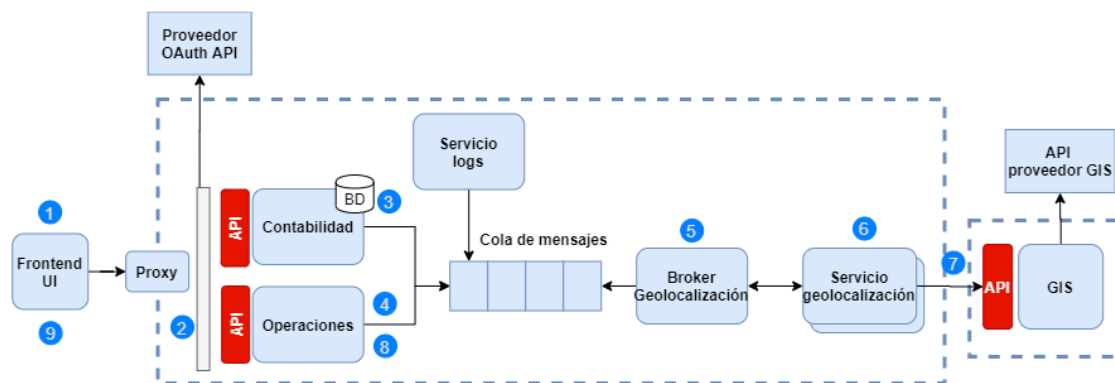 Proveedor
OAuth API
Servicio
logs
API
proveedor GIS
1
Frontend
UI
9
Proxy
2
API
Contabilidad
BD
3
API
Operaciones
4
8
Cola de mensajes
5
Broker
Geolocalización
6
Servicio
geolocalización
7
API
GIS